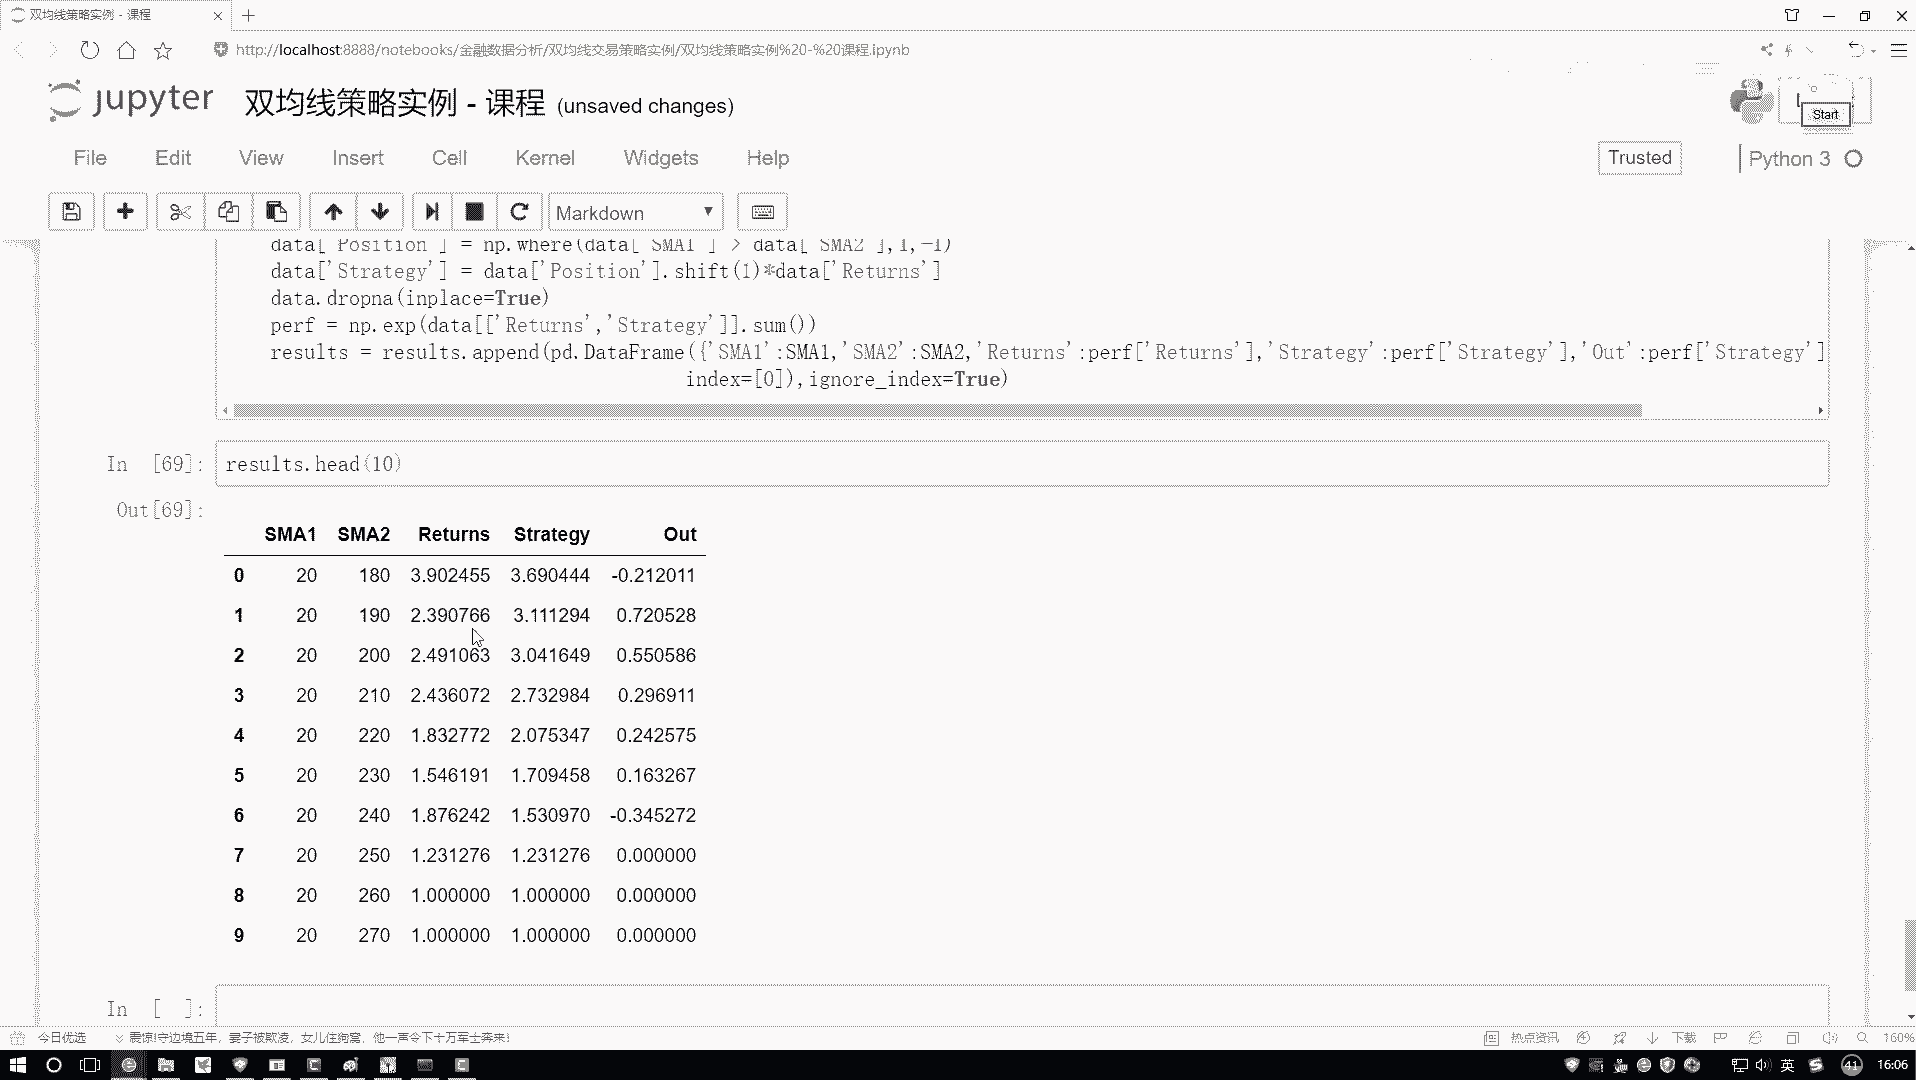 双均线策略实例 - 课程
http://localhost:8888/notebooks/金融数据分析/双均线交易策略实例/双均线策略实例%20-%20课程.ipynb
jupyter 双均线策略实例 - 课程 (unsaved changes)
Start
File Edit View Insert Cell Kernel Widgets Help
Trusted
Python 3
Markdown
data['Position'] = np.where(data['SMA1'] > data['SMA2'],1,-1)
data['Strategy'] = data['Position'].shift(1)*data['Returns']
data.dropna(inplace=True)
perf = np.exp(data[['Returns','Strategy']].sum())
results = results.append(pd.DataFrame({'SMA1':SMA1,'SMA2':SMA2,'Returns':perf['Returns'],'Strategy':perf['Strategy'],'Out':perf['Strategy']
index=[0]),ignore_index=True)
In [69]: results.head(10)
Out[69]:
SMA1 SMA2 Returns Strategy Out
0 20 180 3.902455 3.690444 -0.212011
1 20 190 2.390766 3.111294 0.720528
2 20 200 2.491063 3.041649 0.550586
3 20 210 2.436072 2.732984 0.296911
4 20 220 1.832772 2.075347 0.242575
5 20 230 1.546191 1.709458 0.163267
6 20 240 1.876242 1.530970 -0.345272
7 20 250 1.231276 1.231276 0.000000
8 20 260 1.000000 1.000000 0.000000
9 20 270 1.000000 1.000000 0.000000
In [ ]:
今日优选 震惊!守边境五年，妻子被欺凌，女儿住狗窝，他一声令下十万军士奔来!
热点资讯 下载 160%
英 41 16:06